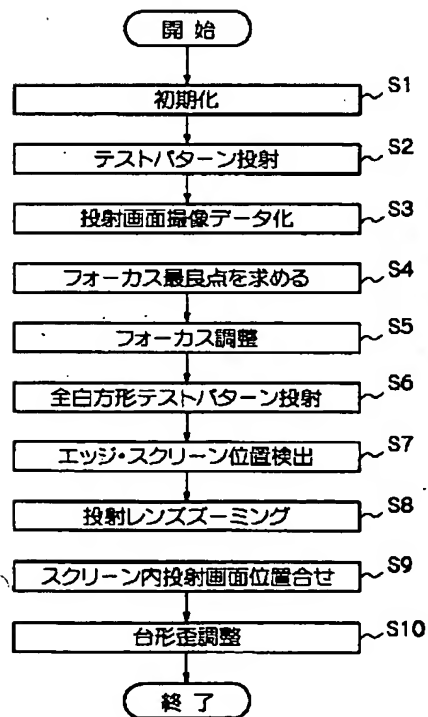 開始
初期化 S1
テストパターン投射 S2
投射画面撮像データ化 S3
フォーカス最良点を求める S4
フォーカス調整 S5
全白方形テストパターン投射 S6
エッジ・スクリーン位置検出 S7
投射レンズズーミング S8
スクリーン内投射画面位置合せ S9
台形歪調整 S10
終了